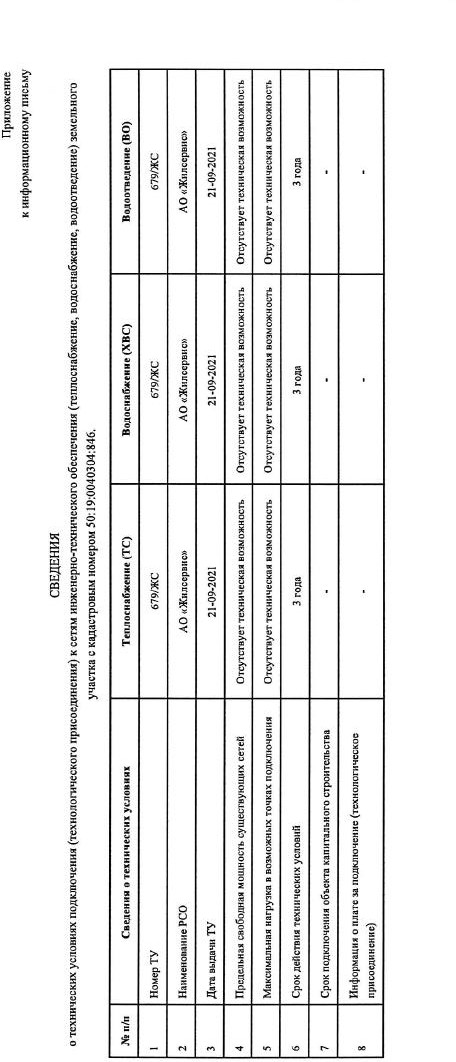 Приложение
к информационному письму
СВЕДЕНИЯ
о технических условиях подключения (технологического присоединения) к сетям инженерно-технического обеспечения (теплоснабжение, водоснабжение, водоотведение) земельного
участка с кадастровым номером 50:19:0040304:846.
№ п/п Сведения о технических условиях Теплоснабжение (ТС) Водоснабжение (ХВС) Водоотведение (ВО)
1 Номер ТУ 679/ЖС 679/ЖС 679/ЖС
2 Наименование РСО АО «Жилсервис» АО «Жилсервис» АО «Жилсервис»
3 Дата выдачи ТУ 21-09-2021 21-09-2021 21-09-2021
4 Предельная свободная мощность существующих сетей Отсутствует техническая возможность Отсутствует техническая возможность Отсутствует техническая возможность
5 Максимальная нагрузка в возможных точках подключения Отсутствует техническая возможность Отсутствует техническая возможность Отсутствует техническая возможность
6 Срок действия технических условий 3 года 3 года 3 года
7 Срок подключения объекта капитального строительства - - -
8 Информация о плате за подключение (технологическое - - -
присоединение)